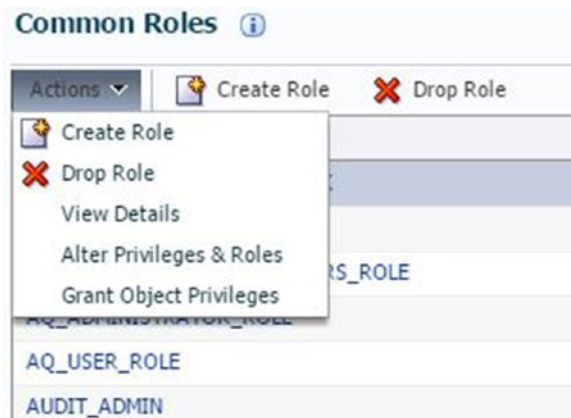 Common Roles
Actions Create Role Drop Role
Create Role
Drop Role
View Details
Alter Privileges & Roles
Grant Object Privileges
RS_ROLE
AQ_ADMINISTRATOR_ROLE
AQ_USER_ROLE
AUDIT_ADMIN